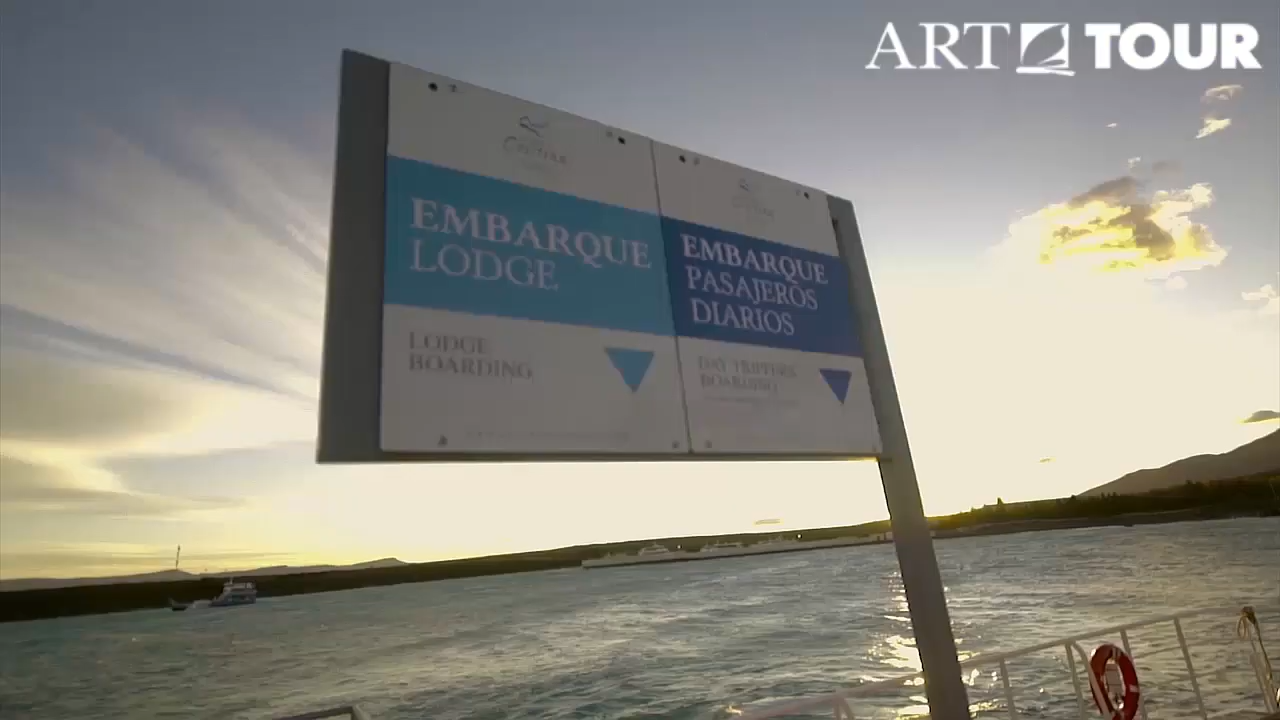 ART TOUR
EMBARQUE
LODGE
LODGE
BOARDING
EMBARQUE
PASAJEROS
DIARIOS
DAY TRIPPERS
BOARDING